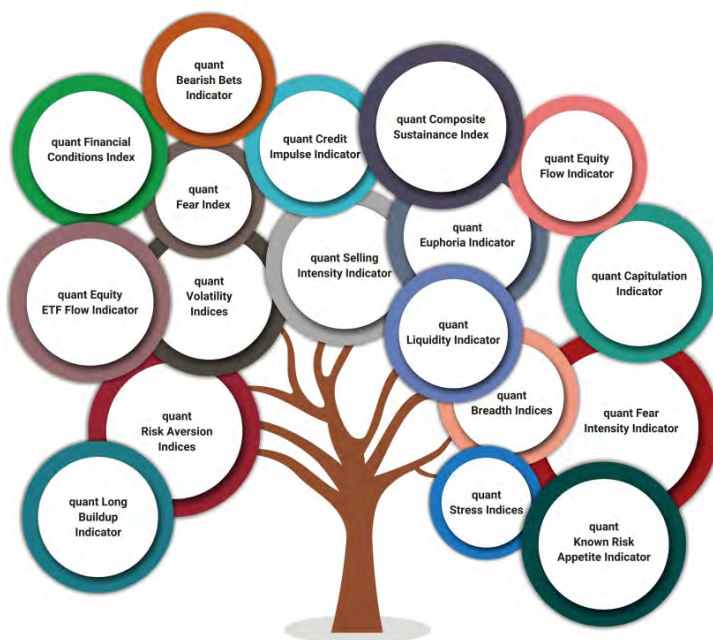 quant
Bearish Bets
Indicator
quant Financial
Conditions Index
quant Credit
Impulse Indicator
quant Composite
Sustainance Index
quant Equity
Flow Indicator
quant
Fear Index
quant Selling
Intensity Indicator
quant
Euphoria Indicator
quant Equity
ETF Flow Indicator
quant
Volatility
Indices
quant Capitulation
Indicator
quant
Liquidity Indicator
quant
Risk Aversion
Indices
quant
Breadth Indices
quant Fear
Intensity Indicator
quant Long
Buildup
Indicator
quant
Stress Indices
quant
Known Risk
Appetite Indicator